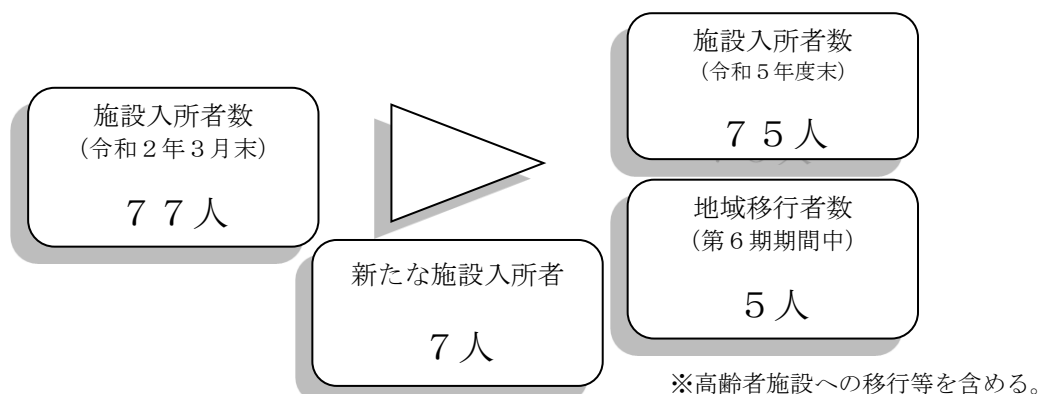 施設入所者数
（令和２年３月末）
７７人
新たな施設入所者
７人
施設入所者数
（令和５年度末）
７５人
地域移行者数
（第６期期間中）
５人
※高齢者施設への移行等を含める。